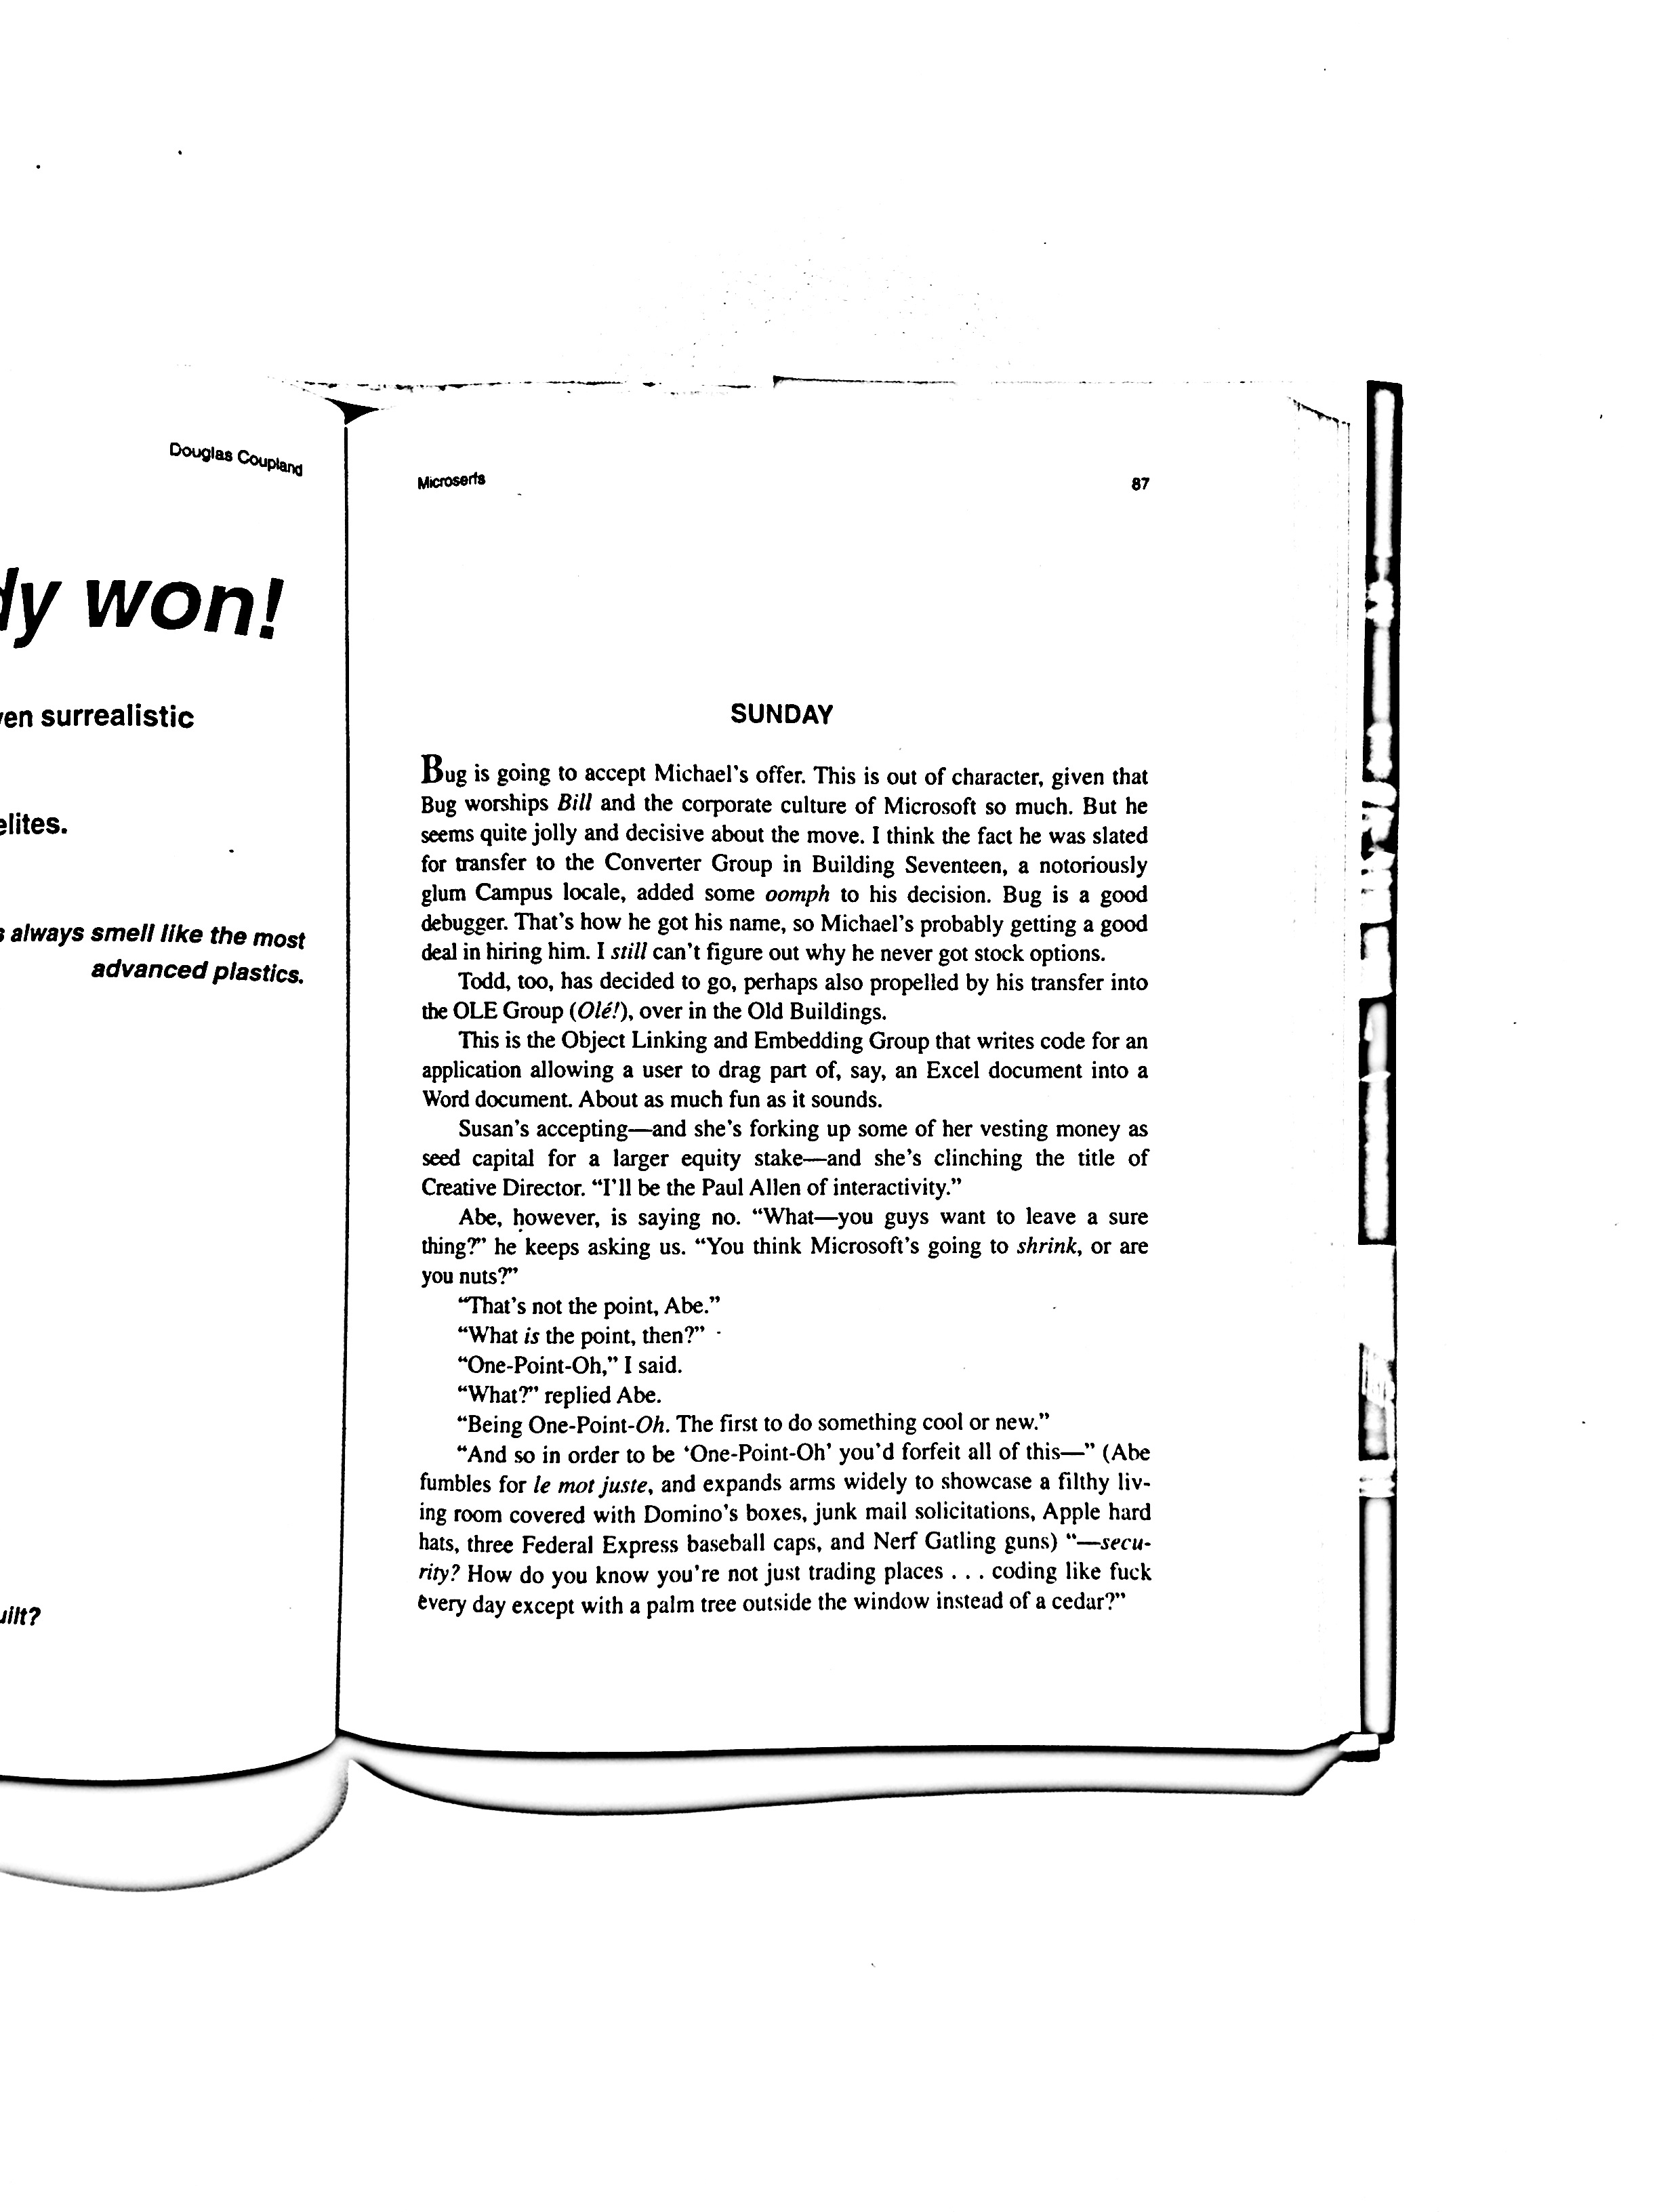 Douglas Coupland
dy won!
ven surrealistic
elites.
s always smell like the most
advanced plastics.
uilt?
Microserfs
87
SUNDAY
Bug is going to accept Michael's offer. This is out of character, given that
Bug worships Bill and the corporate culture of Microsoft so much. But he
seems quite jolly and decisive about the move. I think the fact he was slated
for transfer to the Converter Group in Building Seventeen, a notoriously
glum Campus locale, added some oomph to his decision. Bug is a good
debugger. That's how he got his name, so Michael's probably getting a good
deal in hiring him. I still can't figure out why he never got stock options.
Todd, too, has decided to go, perhaps also propelled by his transfer into
the OLE Group (Olé!), over in the Old Buildings.
This is the Object Linking and Embedding Group that writes code for an
application allowing a user to drag part of, say, an Excel document into a
Word document. About as much fun as it sounds.
Susan's accepting—and she's forking up some of her vesting money as
seed capital for a larger equity stake—and she's clinching the title of
Creative Director. “I'll be the Paul Allen of interactivity.”
Abe, however, is saying no. “What—you guys want to leave a sure
thing?” he keeps asking us. “You think Microsoft's going to shrink, or are
you nuts?”
“That's not the point, Abe.”
“What is the point, then?”
“One-Point-Oh,” I said.
“What?” replied Abe.
“Being One-Point-Oh. The first to do something cool or new.”
“And so in order to be ‘One-Point-Oh’ you'd forfeit all of this—” (Abe
fumbles for le mot juste, and expands arms widely to showcase a filthy liv-
ing room covered with Domino's boxes, junk mail solicitations, Apple hard
hats, three Federal Express baseball caps, and Nerf Gatling guns) “—secu-
rity? How do you know you're not just trading places . . . coding like fuck
every day except with a palm tree outside the window instead of a cedar?”